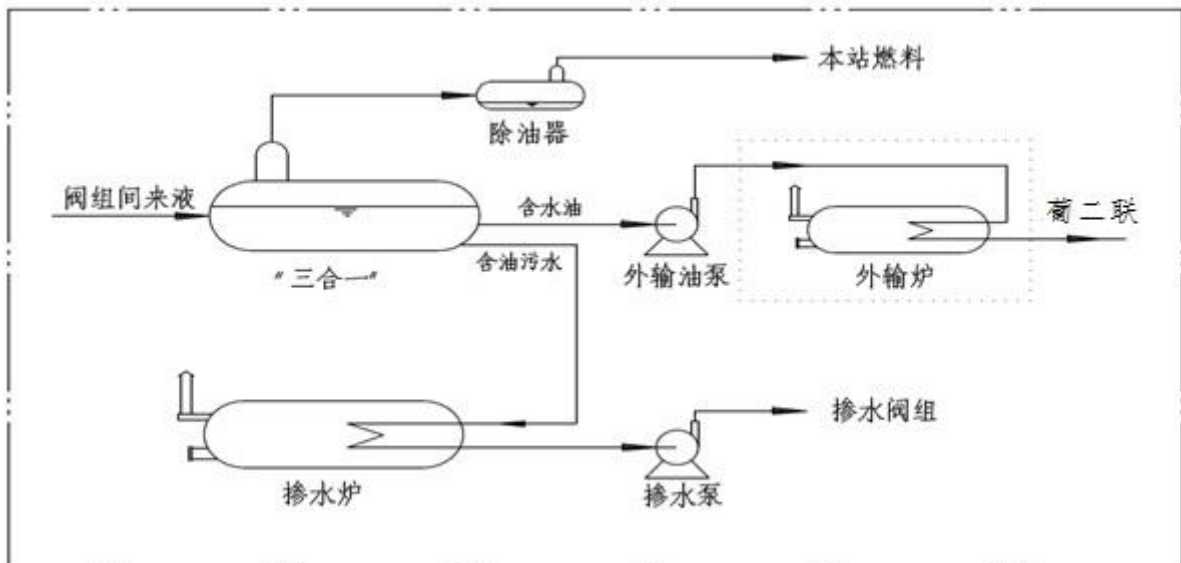 本站燃料
除油器
阀组间来液
含水油
葡二联
含油污水
"三合一"
外输油泵
外输炉
掺水阀组
掺水炉
掺水泵